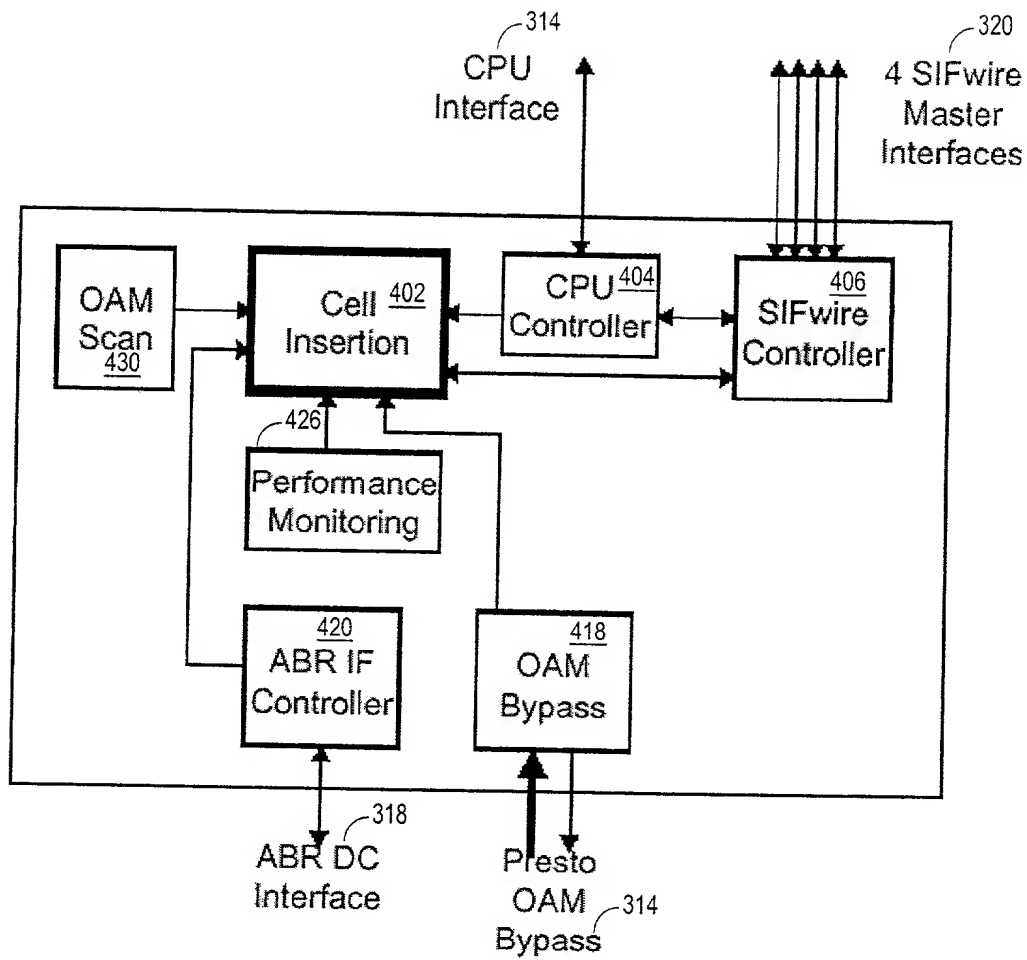 314
CPU
Interface
320
4 SIFwire
Master
Interfaces
OAM
Scan
430
402
Cell
Insertion
404
CPU
Controller
406
SIFwire
Controller
426
Performance
Monitoring
420
ABR IF
Controller
418
OAM
Bypass
318
ABR DC
Interface
Presto
OAM
Bypass
314